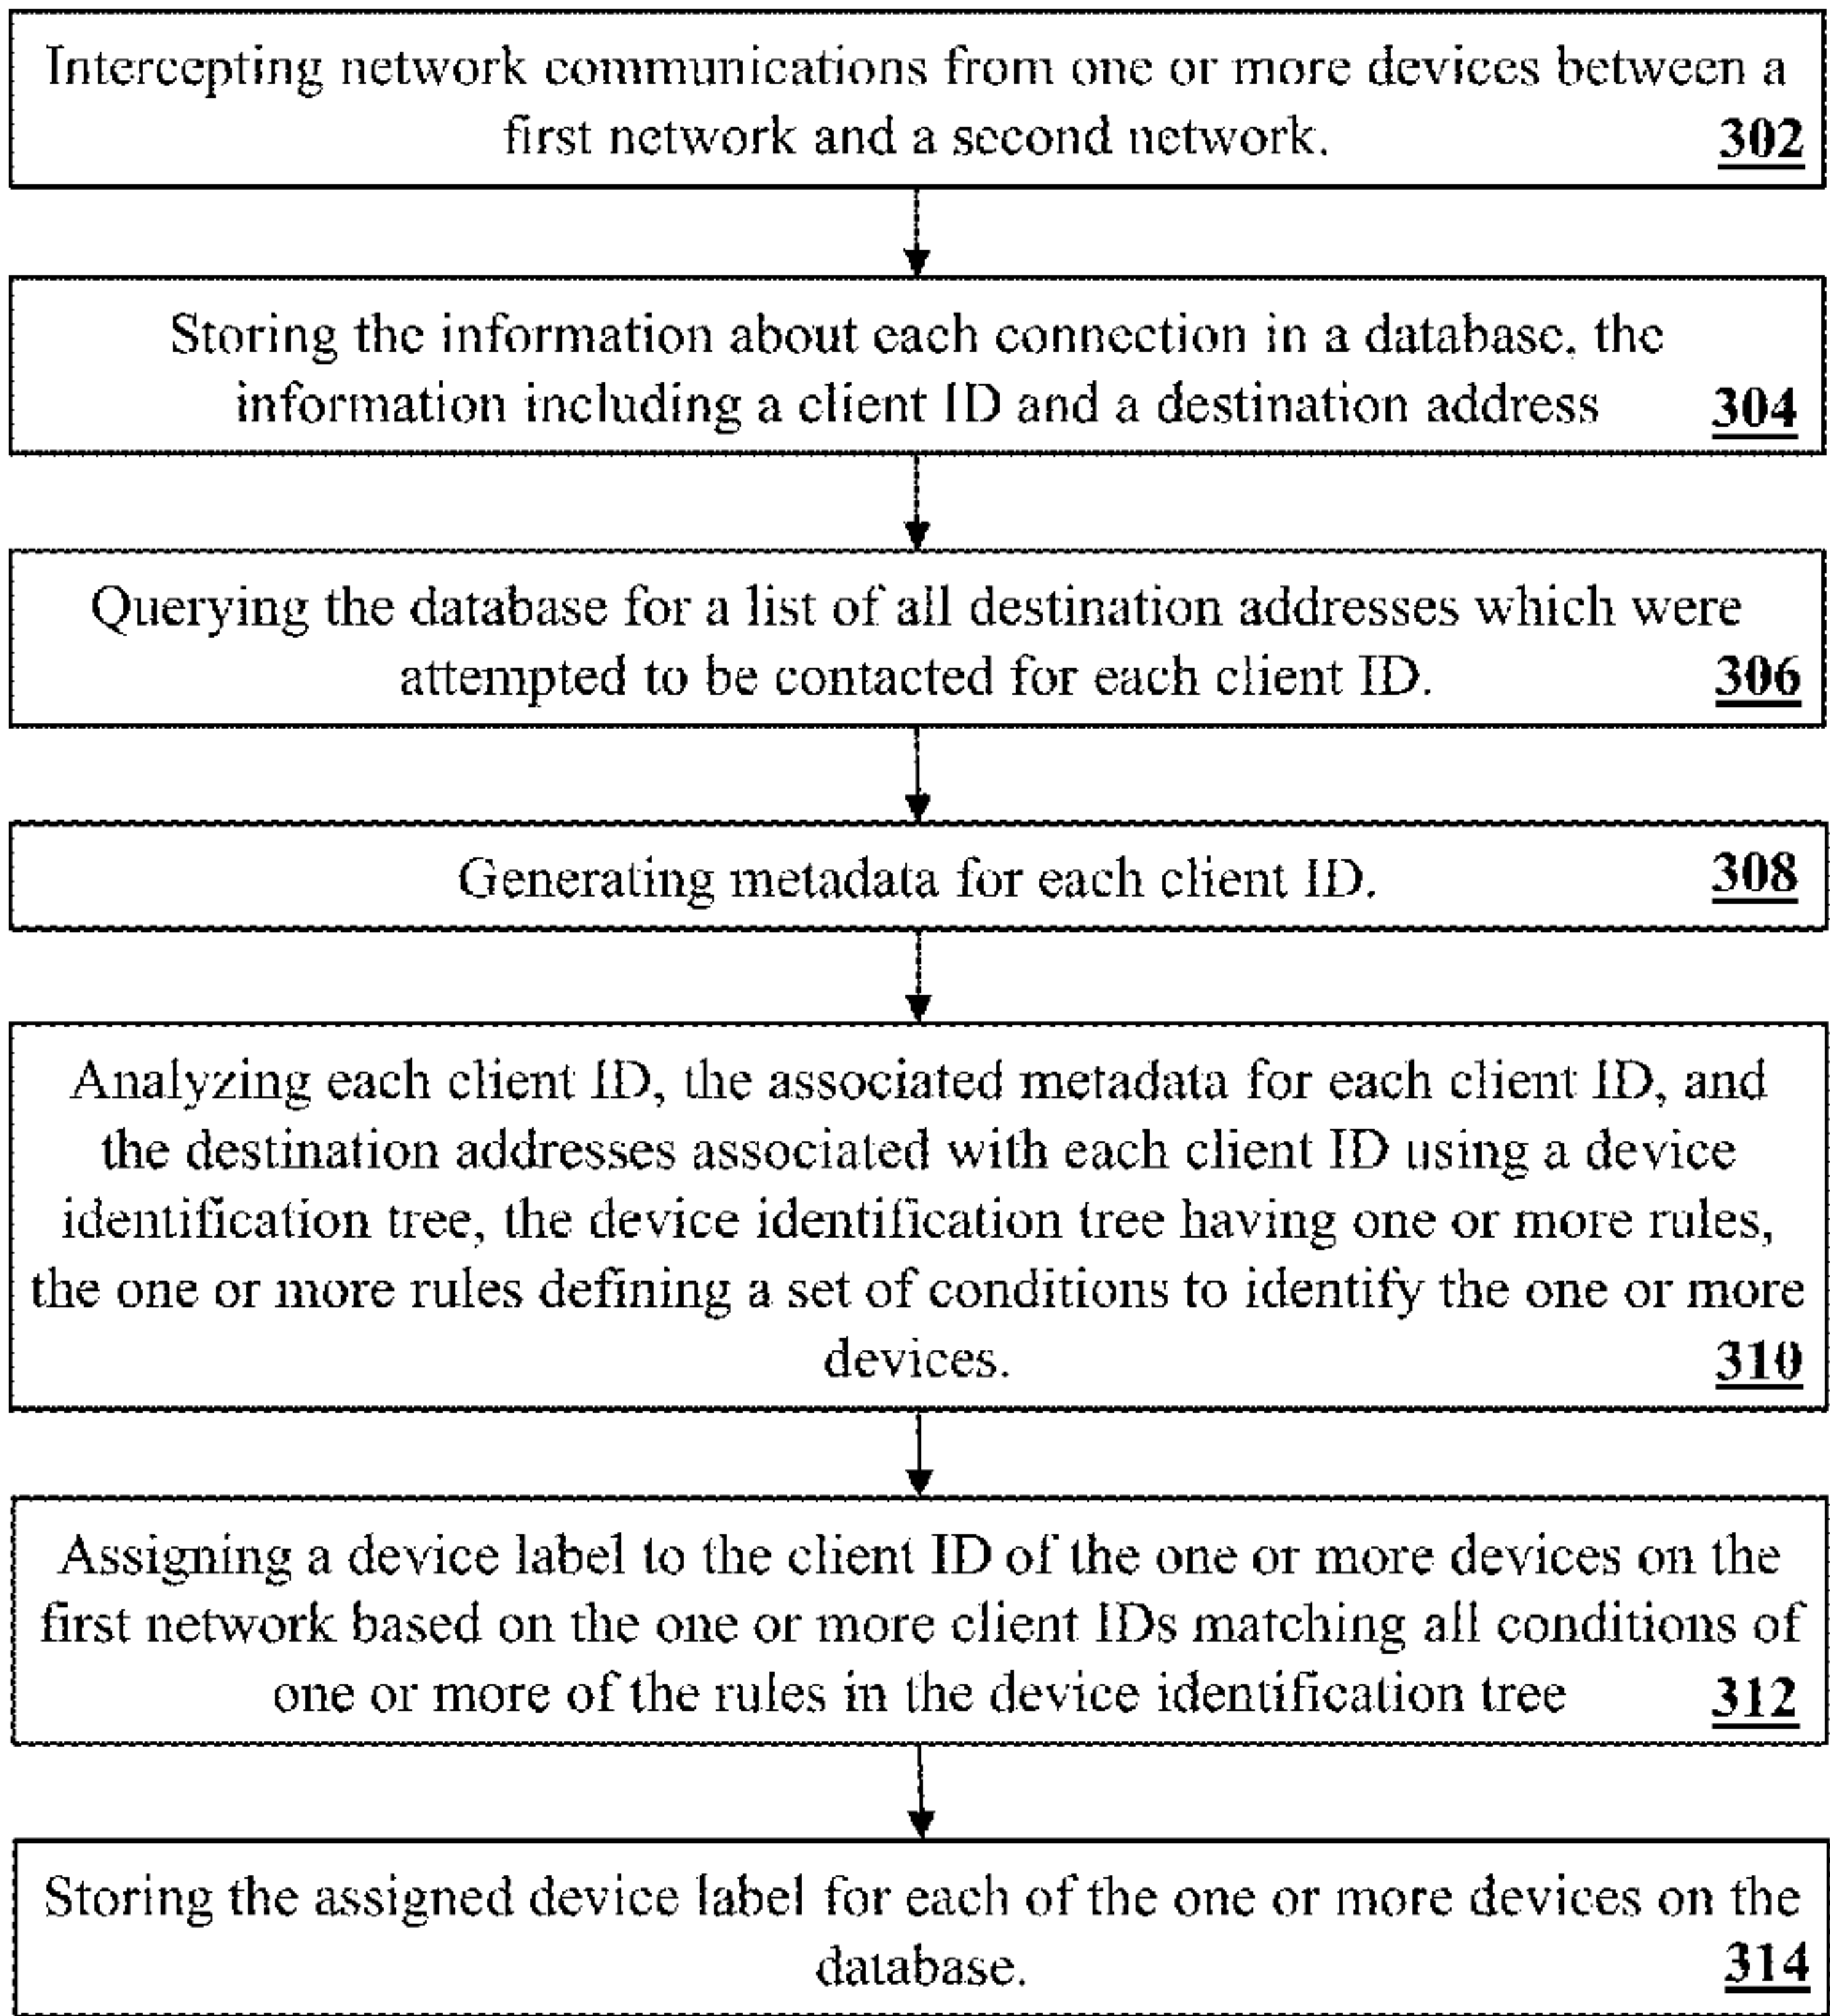 Intercepting network communications from one or more devices between a
first network and a second network. 302
Storing the information about each connection in a database, the
information including a client ID and a destination address 304
Querying the database for a list of all destination addresses which were
attempted to be contacted for each client ID. 306
Generating metadata for each client ID. 308
Analyzing each client ID, the associated metadata for each client ID, and
the destination addresses associated with each client ID using a device
identification tree, the device identification tree having one or more rules,
the one or more rules defining a set of conditions to identify the one or more
devices. 310
Assigning a device label to the client ID of the one or more devices on the
first network based on the one or more client IDs matching all conditions of
one or more of the rules in the device identification tree 312
Storing the assigned device label for each of the one or more devices on the
database. 314